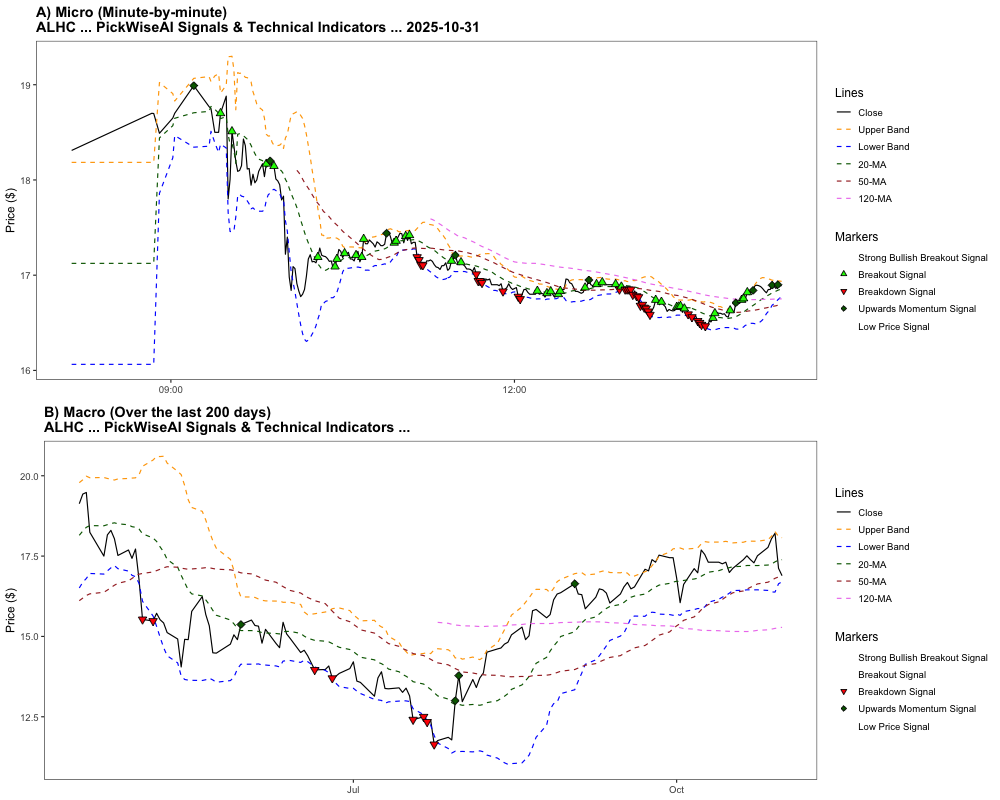 A) Micro (Minute-by-minute)
ALHC ... PickWiseAI Signals & Technical Indicators ... 2025-10-31
19
18
17
16
Price ($)
09:00
12:00
Lines
Close
Upper Band
Lower Band
20-MA
50-MA
120-MA
Markers
Strong Bullish Breakout Signal
Breakout Signal
Breakdown Signal
Upwards Momentum Signal
Low Price Signal
B) Macro (Over the last 200 days)
ALHC ... PickWiseAI Signals & Technical Indicators ...
20.0
17.5
15.0
12.5
Price ($)
Jul
Oct
Lines
Close
Upper Band
Lower Band
20-MA
50-MA
120-MA
Markers
Strong Bullish Breakout Signal
Breakout Signal
Breakdown Signal
Upwards Momentum Signal
Low Price Signal